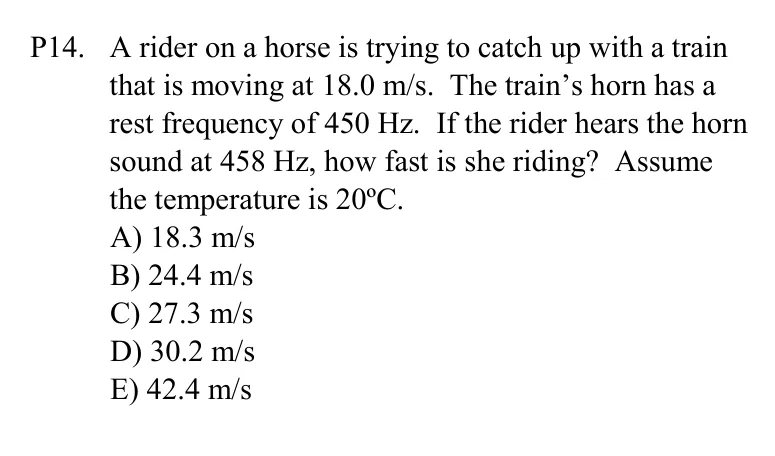 P14. A rider on a horse is trying to catch up with a train
that is moving at 18.0 m/s. The train’s horn has a
rest frequency of 450 Hz. If the rider hears the horn
sound at 458 Hz, how fast is she riding? Assume
the temperature is 20ºC.
A) 18.3 m/s
B) 24.4 m/s
C) 27.3 m/s
D) 30.2 m/s
E) 42.4 m/s